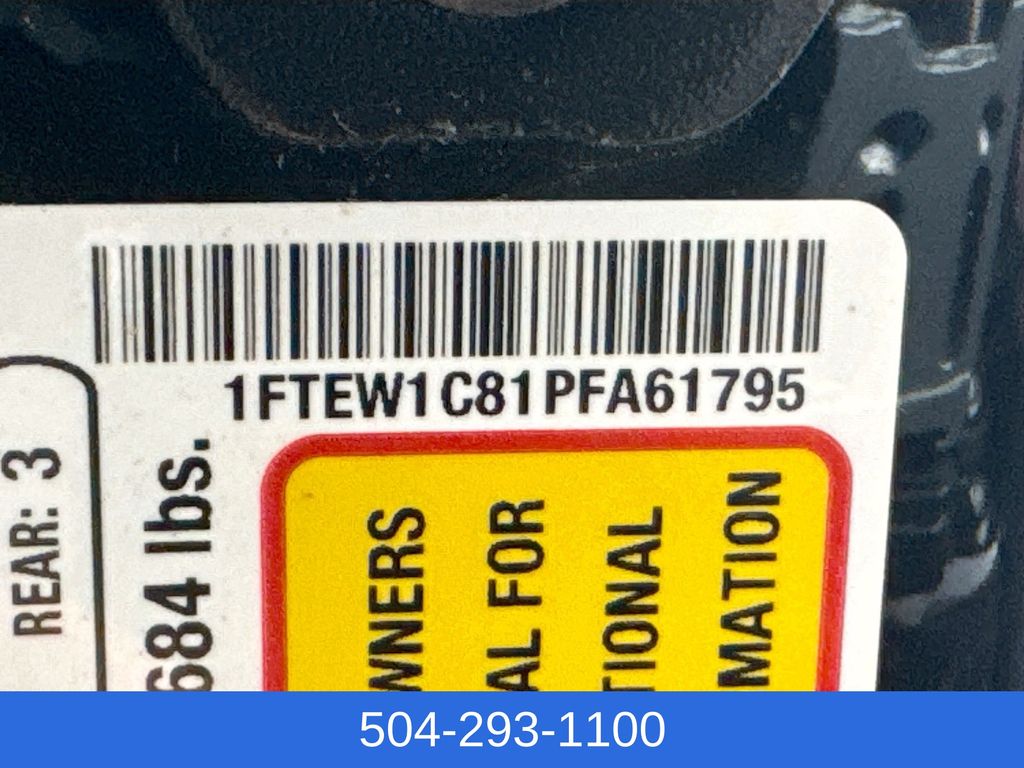 1FTEW1C81PFA61795
REAR: 3
684 lbs.
WNERS
AL FOR
TIONAL
MATION
504-293-1100